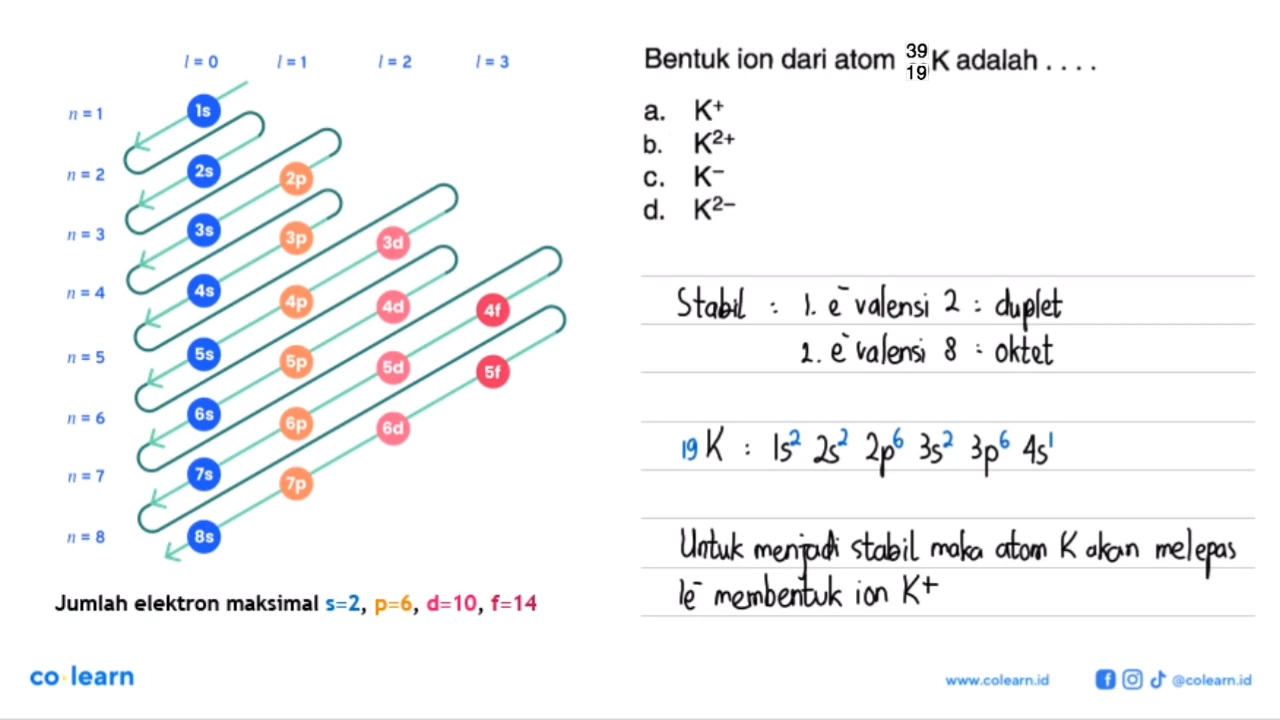 l = 0 l = 1 l = 2 l = 3
n = 1 1s
n = 2 2s 2p
n = 3 3s 3p 3d
n = 4 4s 4p 4d 4f
n = 5 5s 5p 5d 5f
n = 6 6s 6p 6d
n = 7 7s 7p
n = 8 8s
Jumlah elektron maksimal s=2, p=6, d=10, f=14
co learn
Bentuk ion dari atom ³⁹₁₉K adalah . . . .
a. K⁺
b. K²⁺
c. K⁻
d. K²⁻
Stabil : 1. e⁻ valensi 2 : duplet
2. e⁻ valensi 8 : oktet
₁₉K : 1s² 2s² 2p⁶ 3s² 3p⁶ 4s¹
Untuk menjadi stabil maka atom K akan melepas
1e⁻ membentuk ion K⁺
www.colearn.id @colearn.id